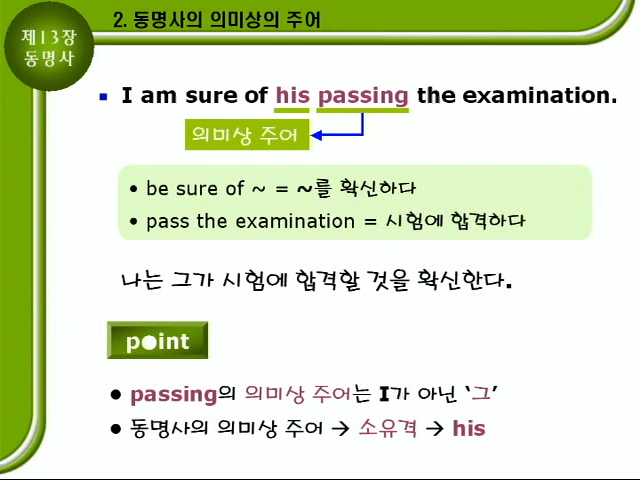 제13장
동명사
2. 동명사의 의미상의 주어
▪ I am sure of his passing the examination.
의미상 주어
• be sure of ~ = ~를 확신하다
• pass the examination = 시험에 합격하다
나는 그가 시험에 합격할 것을 확신한다.
point
● passing의 의미상 주어는 I가 아닌 ‘그’
● 동명사의 의미상 주어 → 소유격 → his